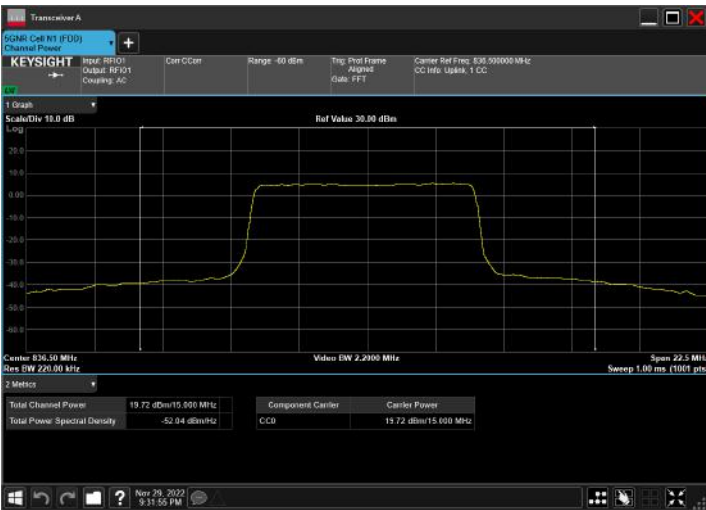 Transceiver A
5GNR Cell N1 (FDD)
Channel Power
KEYSIGHT
Input: RFIO1
Output: RFIO1
Coupling: AC
Corr CCorr
Range -60 dBm
Trig: Prot Frame
Aligned
Gate: FFT
Carrier Ref Freq: 836.500000 MHz
CC Info: Uplink, 1 CC
1 Graph
Scale/Div 10.0 dB
Ref Value 30.00 dBm
Log
20.0
10.0
0.00
-10.0
-20.0
-30.0
-40.0
-50.0
-60.0
Center 836.50 MHz
Video BW 2.2000 MHz
Span 22.5 MHz
Res BW 220.00 kHz
Sweep 1.00 ms (1001 pts
2 Metrics
Total Channel Power 19.72 dBm/15.000 MHz
Total Power Spectral Density -52.04 dBm/Hz
Component Carrier Carrier Power
CC0 19.72 dBm/15.000 MHz
Nov 29, 2022
9:31:55 PM